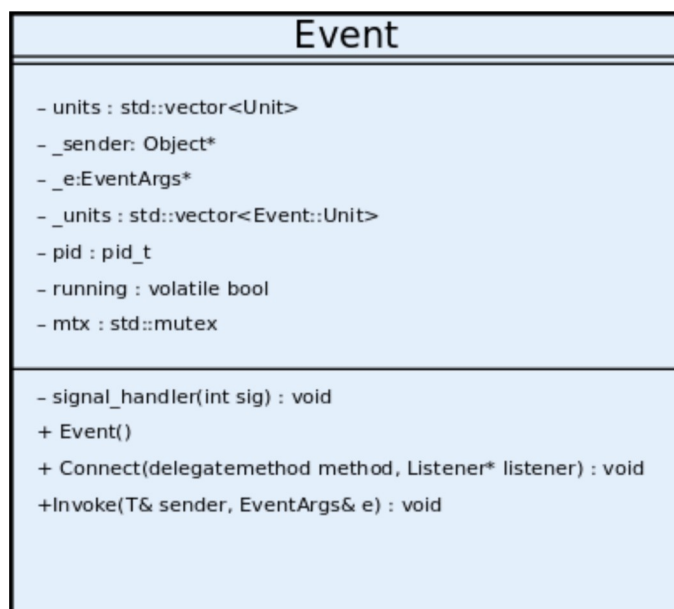 Event
– units : std::vector<Unit>
– _sender: Object*
– _e:EventArgs*
– _units : std::vector<Event::Unit>
– pid : pid_t
– running : volatile bool
– mtx : std::mutex
– signal_handler(int sig) : void
+ Event()
+ Connect(delegatemethod method, Listener* listener) : void
+Invoke(T& sender, EventArgs& e) : void